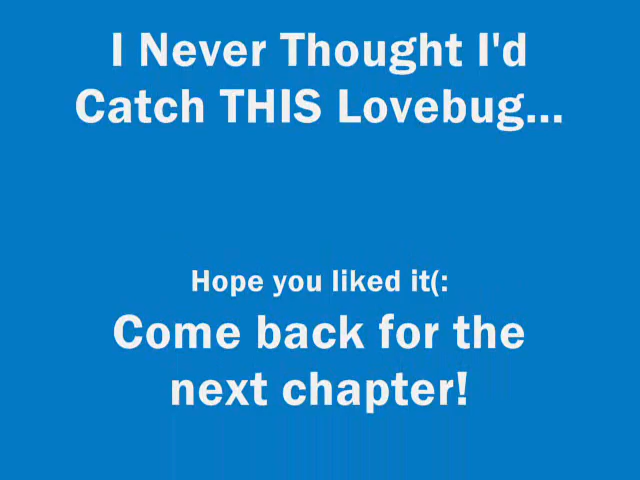 I Never Thought I'd
Catch THIS Lovebug...
Hope you liked it(:
Come back for the
next chapter!